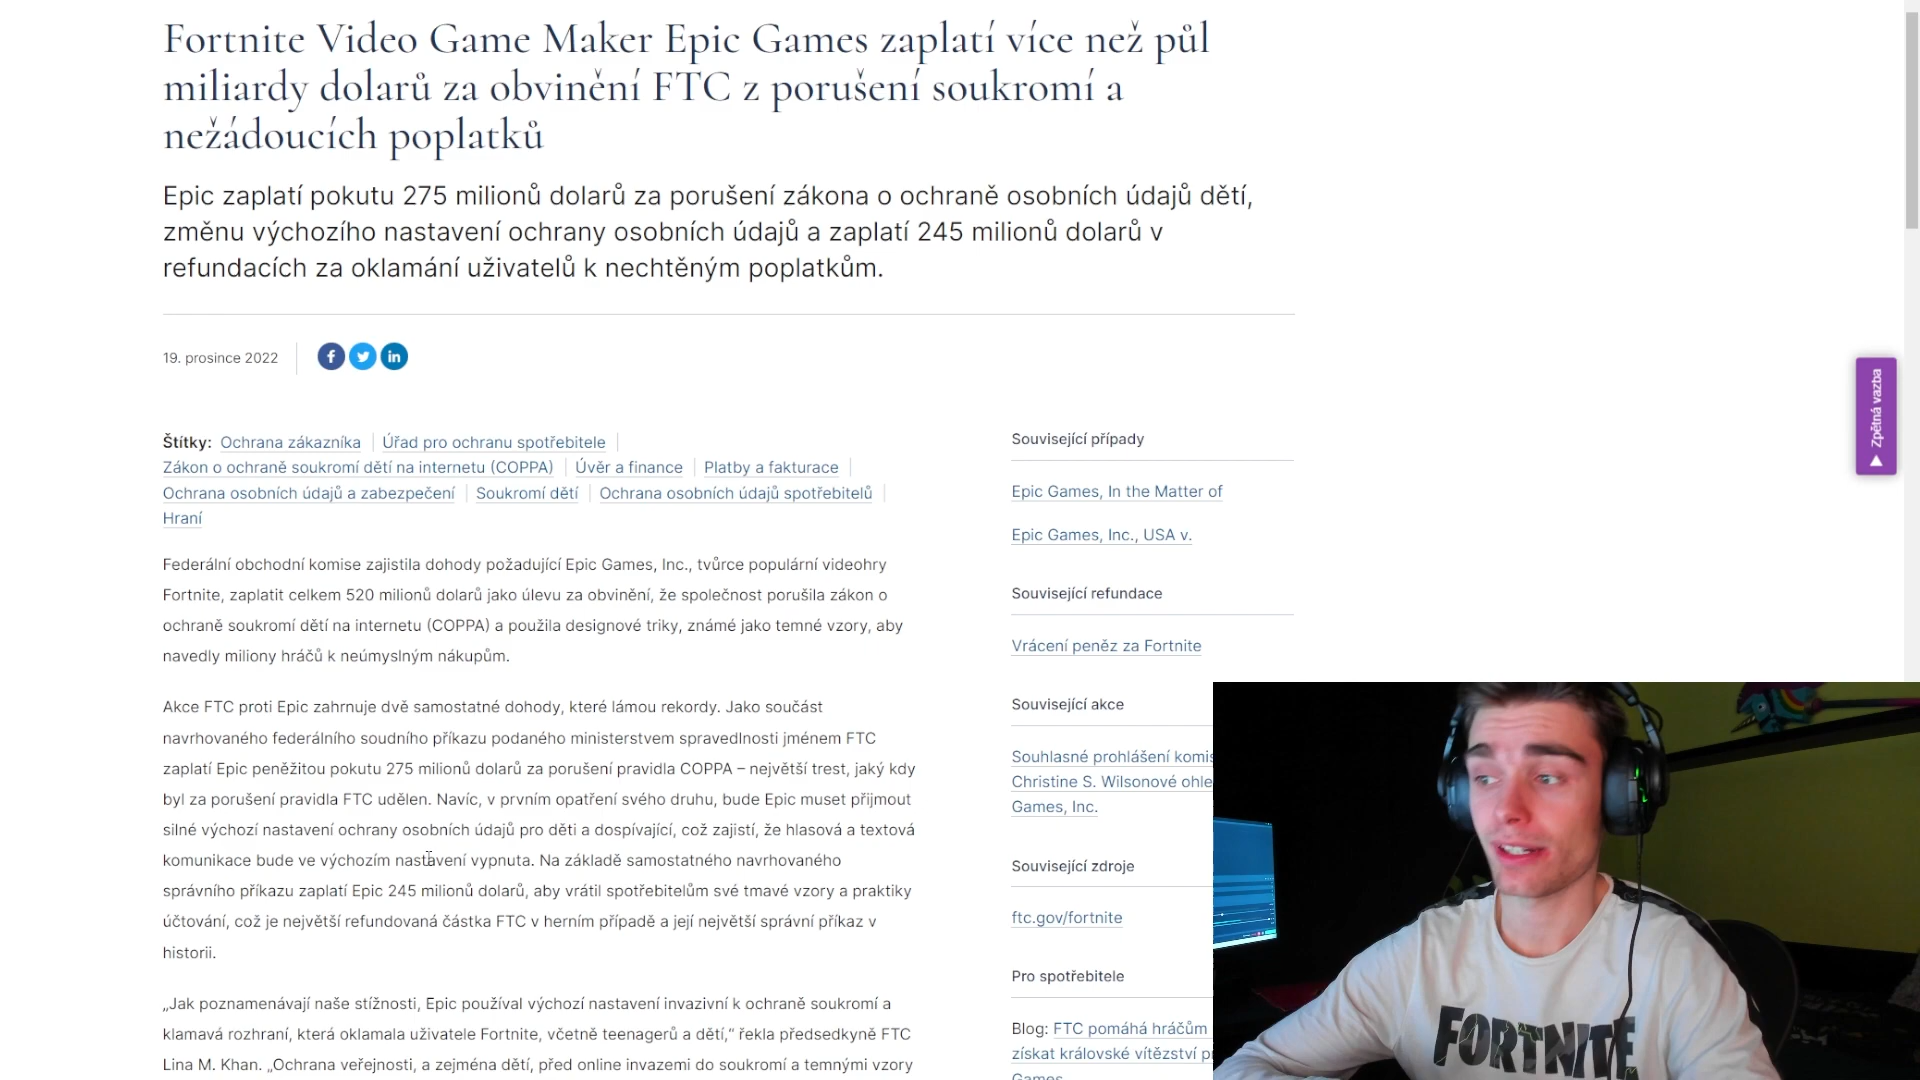 Fortnite Video Game Maker Epic Games zaplatí více než půl
miliardy dolarů za obvinění FTC z porušení soukromí a
nežádoucích poplatků
Epic zaplatí pokutu 275 milionů dolarů za porušení zákona o ochraně osobních údajů dětí,
změnu výchozího nastavení ochrany osobních údajů a zaplatí 245 milionů dolarů v
refundacích za oklamání uživatelů k nechtěným poplatkům.
19. prosince 2022
Štítky: Ochrana zákazníka | Úřad pro ochranu spotřebitele |
Zákon o ochraně soukromí dětí na internetu (COPPA) | Úvěr a finance | Platby a fakturace |
Ochrana osobních údajů a zabezpečení | Soukromí dětí | Ochrana osobních údajů spotřebitelů |
Hraní
Federální obchodní komise zajistila dohody požadující Epic Games, Inc., tvůrce populární videohry
Fortnite, zaplatit celkem 520 milionů dolarů jako úlevu za obvinění, že společnost porušila zákon o
ochraně soukromí dětí na internetu (COPPA) a použila designové triky, známé jako temné vzory, aby
navedly miliony hráčů k neúmyslným nákupům.
Akce FTC proti Epic zahrnuje dvě samostatné dohody, které lámou rekordy. Jako součást
navrhovaného federálního soudního příkazu podaného ministerstvem spravedlnosti jménem FTC
zaplatí Epic peněžitou pokutu 275 milionů dolarů za porušení pravidla COPPA – největší trest, jaký kdy
byl za porušení pravidla FTC udělen. Navíc, v prvním opatření svého druhu, bude Epic muset přijmout
silné výchozí nastavení ochrany osobních údajů pro děti a dospívající, což zajistí, že hlasová a textová
komunikace bude ve výchozím nastavení vypnuta. Na základě samostatného navrhovaného
správního příkazu zaplatí Epic 245 milionů dolarů, aby vrátil spotřebitelům své tmavé vzory a praktiky
účtování, což je největší refundovaná částka FTC v herním případě a její největší správní příkaz v
historii.
„Jak poznamenávají naše stížnosti, Epic používal výchozí nastavení invazivní k ochraně soukromí a
klamavá rozhraní, která oklamala uživatele Fortnite, včetně teenagerů a dětí,“ řekla předsedkyně FTC
Lina M. Khan. „Ochrana veřejnosti, a zejména dětí, před online invazemi do soukromí a temnými vzory
Související případy
Epic Games, In the Matter of
Epic Games, Inc., USA v.
Související refundace
Vrácení peněz za Fortnite
Související akce
Souhlasné prohlášení komis
Christine S. Wilsonové ohle
Games, Inc.
Související zdroje
ftc.gov/fortnite
Pro spotřebitele
Blog: FTC pomáhá hráčům
získat královské vítězství p
Games
Zpětná vazba
FORTNITE